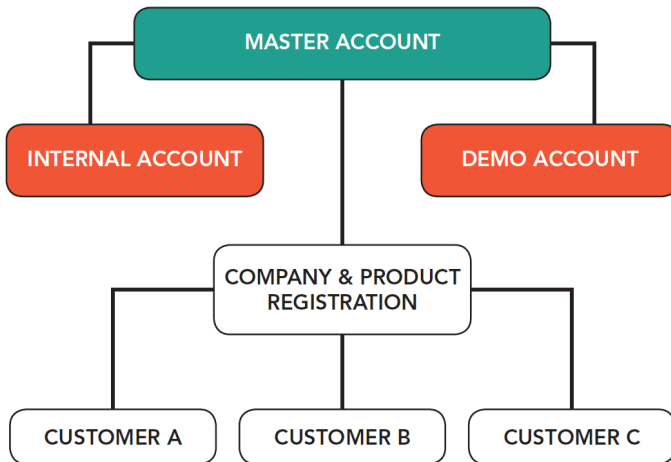 MASTER ACCOUNT
INTERNAL ACCOUNT
DEMO ACCOUNT
COMPANY & PRODUCT
REGISTRATION
CUSTOMER A
CUSTOMER B
CUSTOMER C